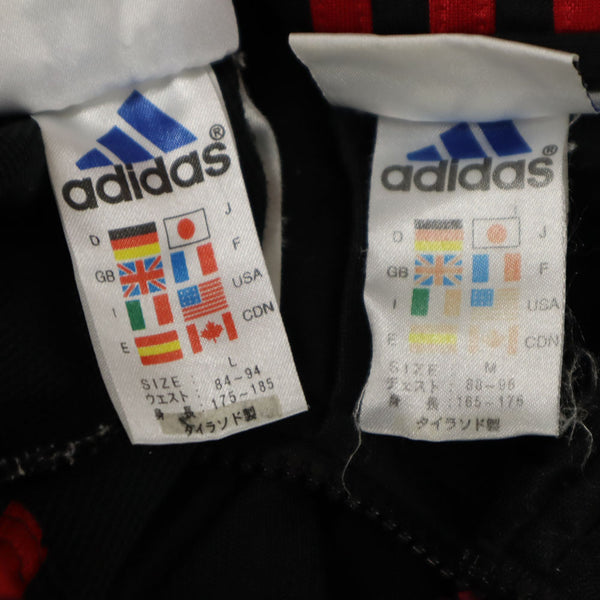 adidas®
D J
GB F
I USA
E CDN
SIZE : L
ウェスト : 84~94
身 長 : 175~185
タイランド製
adidas®
D J
GB F
I USA
E CDN
SIZE : M
チェスト : 88~96
身 長 : 165~176
タイランド製